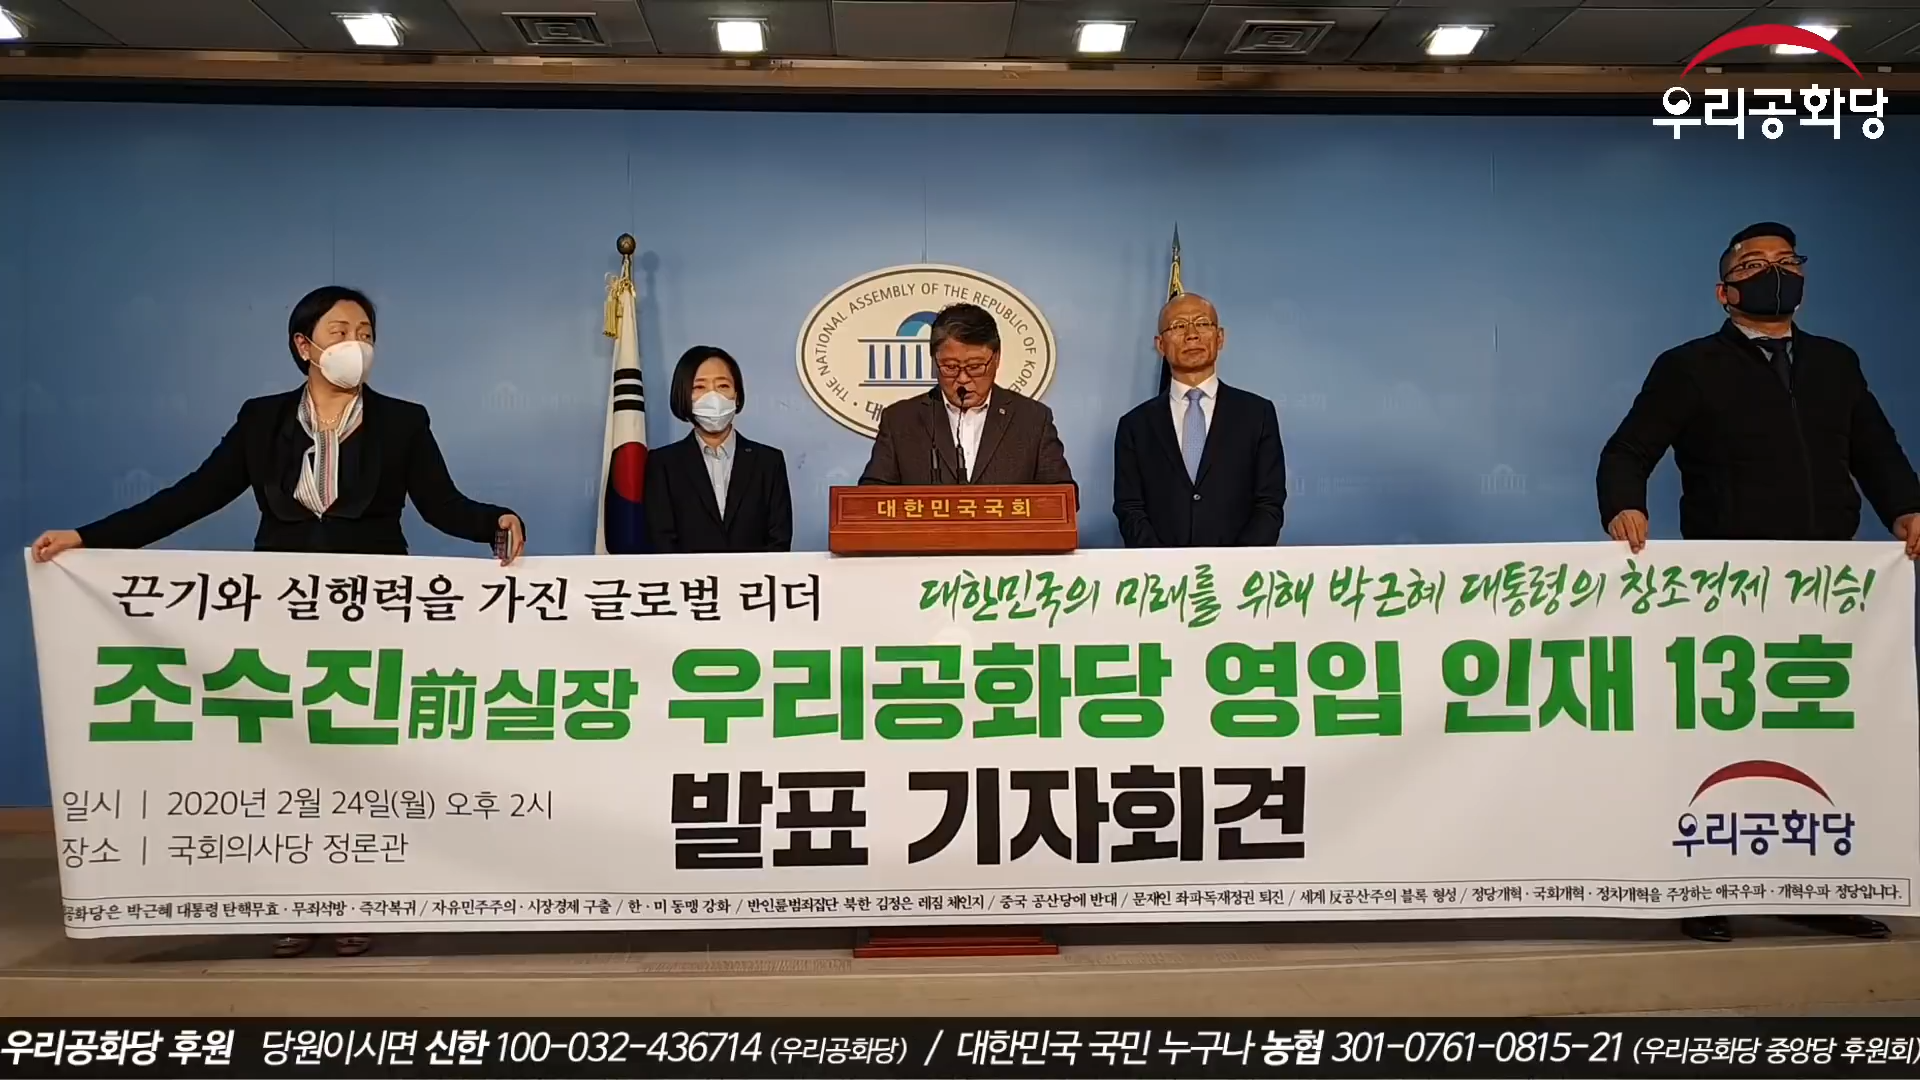 우리공화당
THE NATIONAL ASSEMBLY OF THE REPUBLIC OF KOREA
대한민국국회
끈기와 실행력을 가진 글로벌 리더
대한민국의 미래를 위해 박근혜 대통령의 창조경제 계승!
조수진前실장 우리공화당 영입 인재 13호
발표 기자회견
일시 | 2020년 2월 24일(월) 오후 2시
장소 | 국회의사당 정론관
우리공화당
공화당은 박근혜 대통령 탄핵무효·무죄석방·즉각복귀 / 자유민주주의·시장경제 구출 / 한·미 동맹 강화 / 반인륜범죄집단 북한 김정은 레짐 체인지 / 중국 공산당에 반대 / 문재인 좌파독재정권 퇴진 / 세계 反공산주의 블록 형성 / 정당개혁·국회개혁·정치개혁을 주장하는 애국우파·개혁우파 정당입니다.
우리공화당 후원 당원이시면 신한 100-032-436714 (우리공화당) / 대한민국 국민 누구나 농협 301-0761-0815-21 (우리공화당 중앙당 후원회)